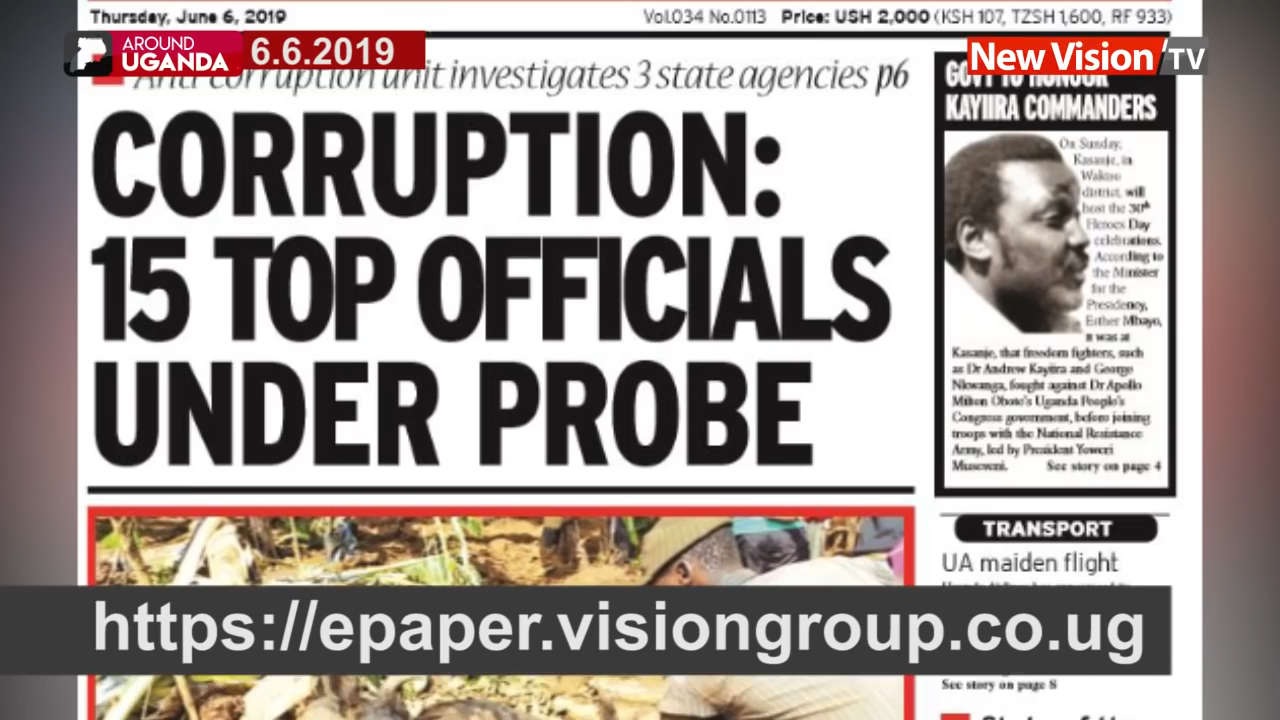 Thursday, June 6, 2019
Vol.034 No.0113 Price: USH 2,000 (KSH 107, TZSH 1,600, RF 933)
AROUND
UGANDA
6.6.2019
New Vision TV
Anti-corruption unit investigates 3 state agencies p6
CORRUPTION:
15 TOP OFFICIALS
UNDER PROBE
GOVT TO HONOUR
KAYIIRA COMMANDERS
On Sunday,
Kasanje, in
Wakiso
district, will
host the 30th
Heroes Day
celebrations.
According to
the Minister
for the
Presidency,
Esther Mbayo,
it was at
Kasanje, that freedom fighters, such
as Dr Andrew Kayiira and George
Nkwanga, fought against Dr Apollo
Milton Obote's Uganda People's
Congress government, before joining
troops with the National Resistance
Army, led by President Yoweri
Museveni. See story on page 4
TRANSPORT
UA maiden flight
https://epaper.visiongroup.co.ug
See story on page 8